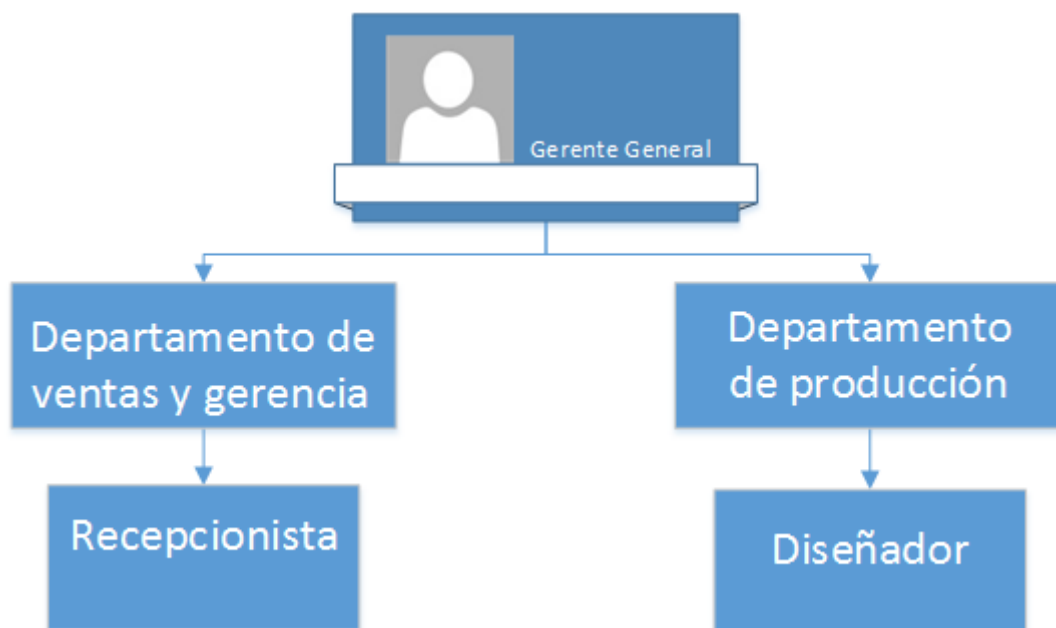 Gerente General
Departamento de
ventas y gerencia
Departamento
de producción
Recepcionista
Diseñador